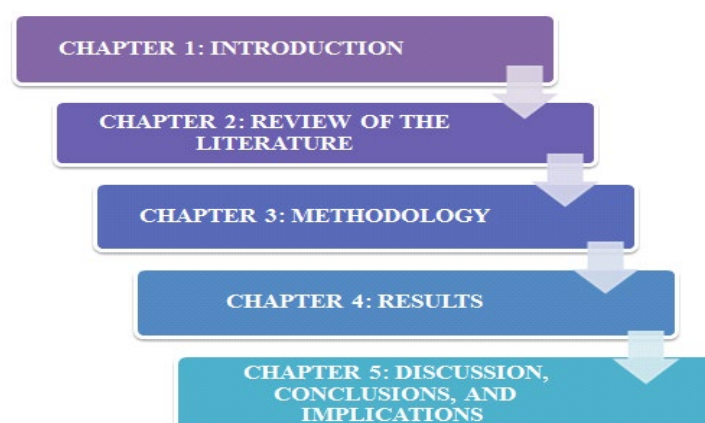 CHAPTER 1: INTRODUCTION
CHAPTER 2: REVIEW OF THE
LITERATURE
CHAPTER 3: METHODOLOGY
CHAPTER 4: RESULTS
CHAPTER 5: DISCUSSION,
CONCLUSIONS, AND
IMPLICATIONS